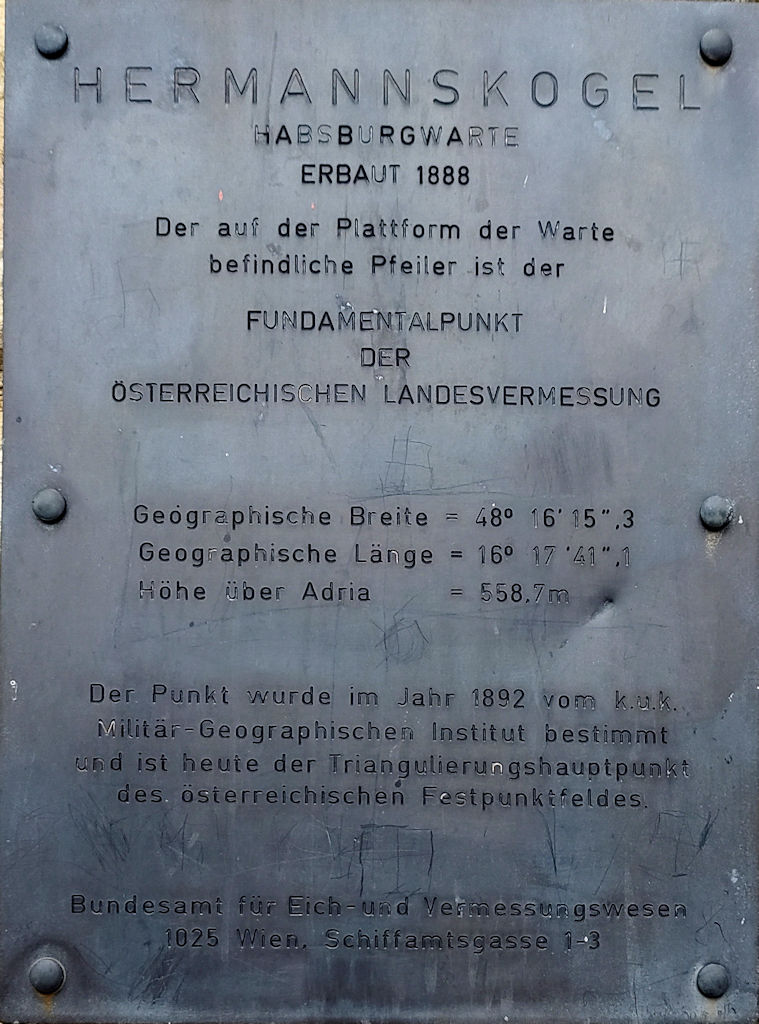 HERMANNSKOGEL
HABSBURGWARTE
ERBAUT 1888
Der auf der Plattform der Warte
befindliche Pfeiler ist der
FUNDAMENTALPUNKT
DER
ÖSTERREICHISCHEN LANDESVERMESSUNG
Geographische Breite = 48º 16' 15",3
Geographische Länge = 16º 17 '41",1
Höhe über Adria = 558,7m
Der Punkt wurde im Jahr 1892 vom k.u.k.
Militär-Geographischen Institut bestimmt
und ist heute der Triangulierungshauptpunkt
des österreichischen Festpunktfeldes.
Bundesamt für Eich-und Vermessungswesen
1025 Wien, Schiffamtsgasse 1-3